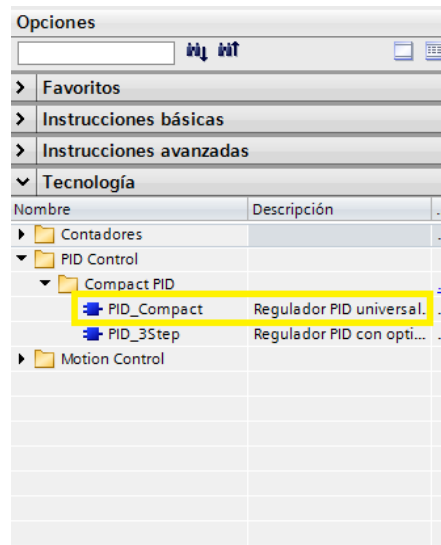 Opciones
Favoritos
Instrucciones básicas
Instrucciones avanzadas
Tecnología
Nombre Descripción ...
Contadores
PID Control
Compact PID
PID_Compact Regulador PID universal...
PID_3Step Regulador PID con opti...
Motion Control